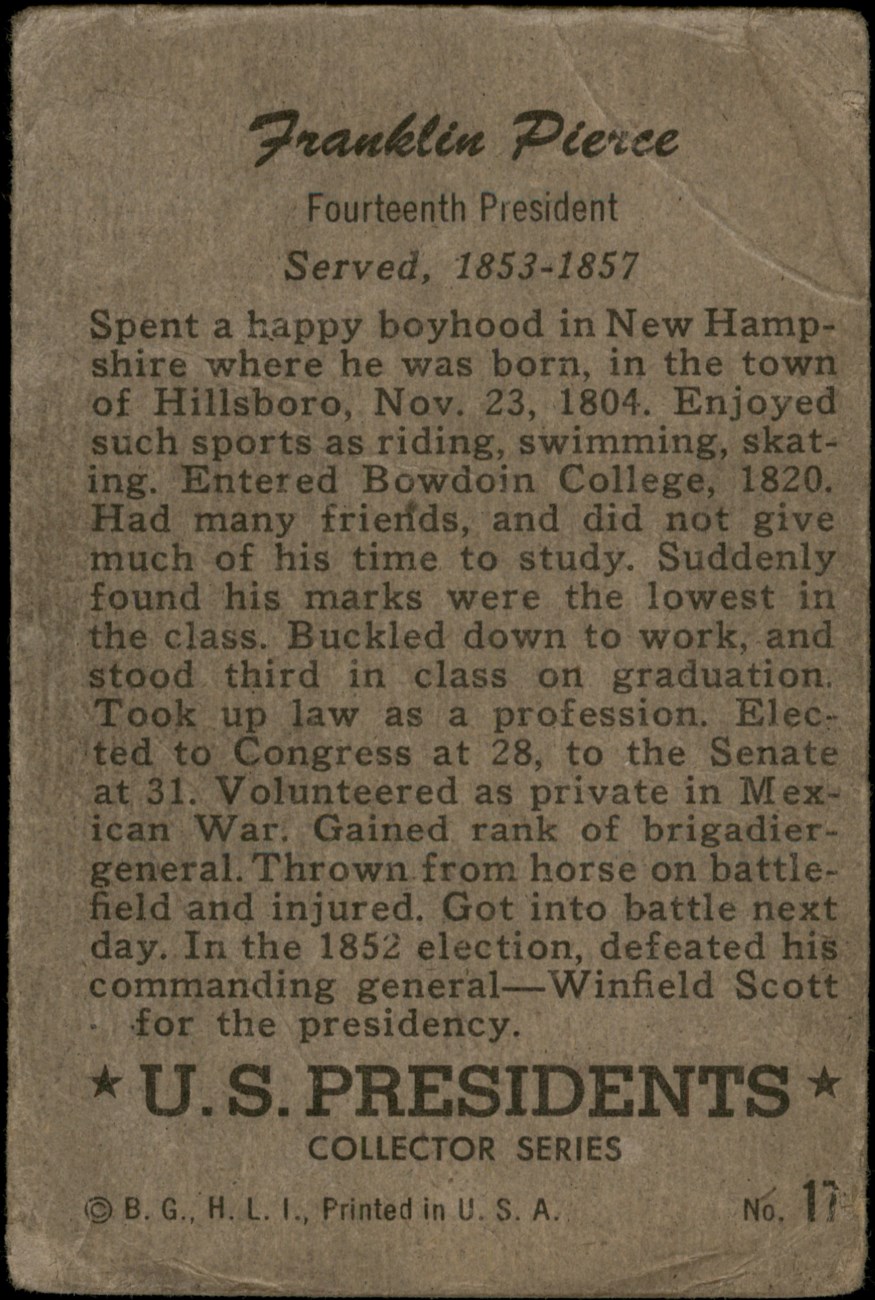 Franklin Pierce
Fourteenth President
Served, 1853-1857
Spent a happy boyhood in New Hamp-
shire where he was born, in the town
of Hillsboro, Nov. 23, 1804. Enjoyed
such sports as riding, swimming, skat-
ing. Entered Bowdoin College, 1820.
Had many friends, and did not give
much of his time to study. Suddenly
found his marks were the lowest in
the class. Buckled down to work, and
stood third in class on graduation.
Took up law as a profession. Elec-
ted to Congress at 28, to the Senate
at 31. Volunteered as private in Mex-
ican War. Gained rank of brigadier-
general. Thrown from horse on battle-
field and injured. Got into battle next
day. In the 1852 election, defeated his
commanding general—Winfield Scott
for the presidency.
★ U.S. PRESIDENTS ★
COLLECTOR SERIES
© B. G., H. L. I., Printed in U. S. A.
No. 17